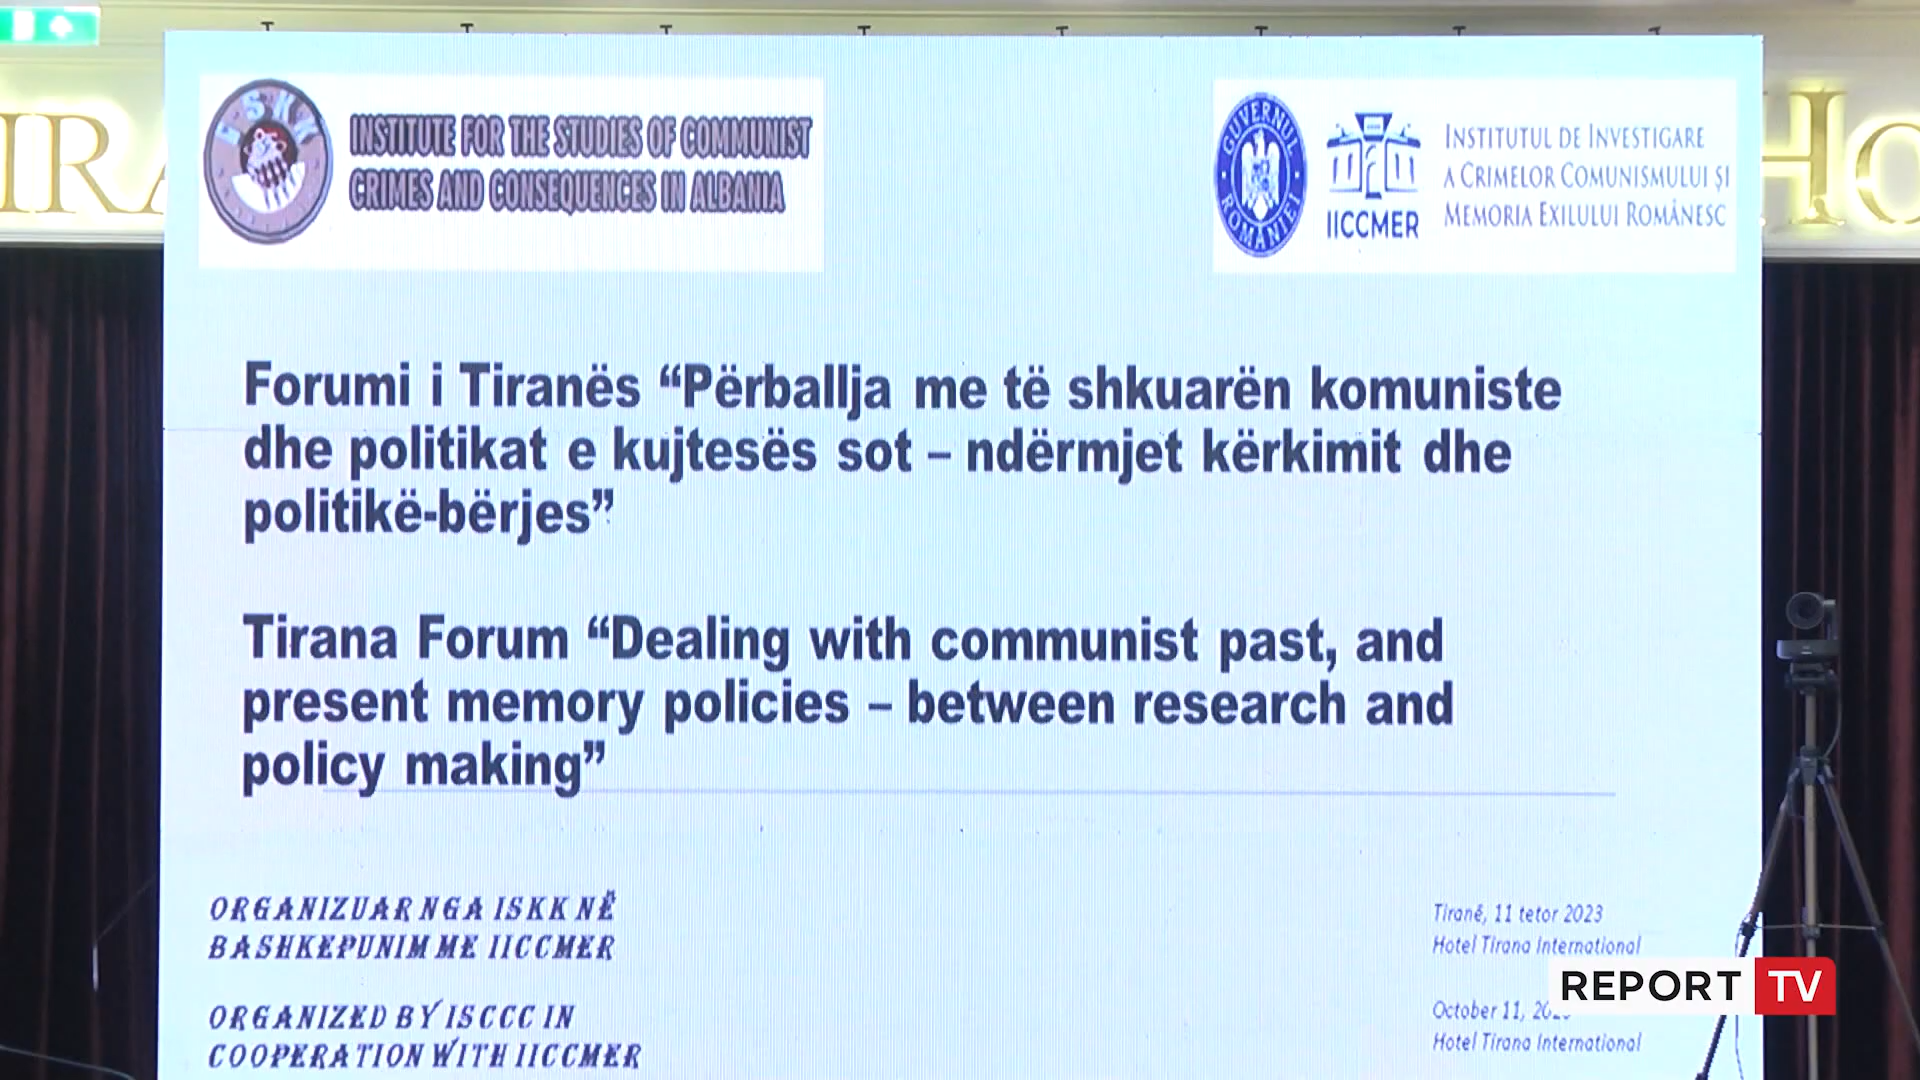 ISKK
INSTITUTE FOR THE STUDIES OF COMMUNIST
CRIMES AND CONSEQUENCES IN ALBANIA
GUVERNUL ROMÂNIEI
IICCMER
INSTITUTUL DE INVESTIGARE
A CRIMELOR COMUNISMULUI ȘI
MEMORIA EXILULUI ROMÂNESC
Forumi i Tiranës “Përballja me të shkuarën komuniste
dhe politikat e kujtesës sot – ndërmjet kërkimit dhe
politikë-bërjes”
Tirana Forum “Dealing with communist past, and
present memory policies – between research and
policy making”
ORGANIZUAR NGA ISKK NË
BASHKEPUNIM ME IICCMER
ORGANIZED BY ISCCC IN
COOPERATION WITH IICCMER
Tiranë, 11 tetor 2023
Hotel Tirana International
October 11,
Hotel Tirana International
REPORT TV